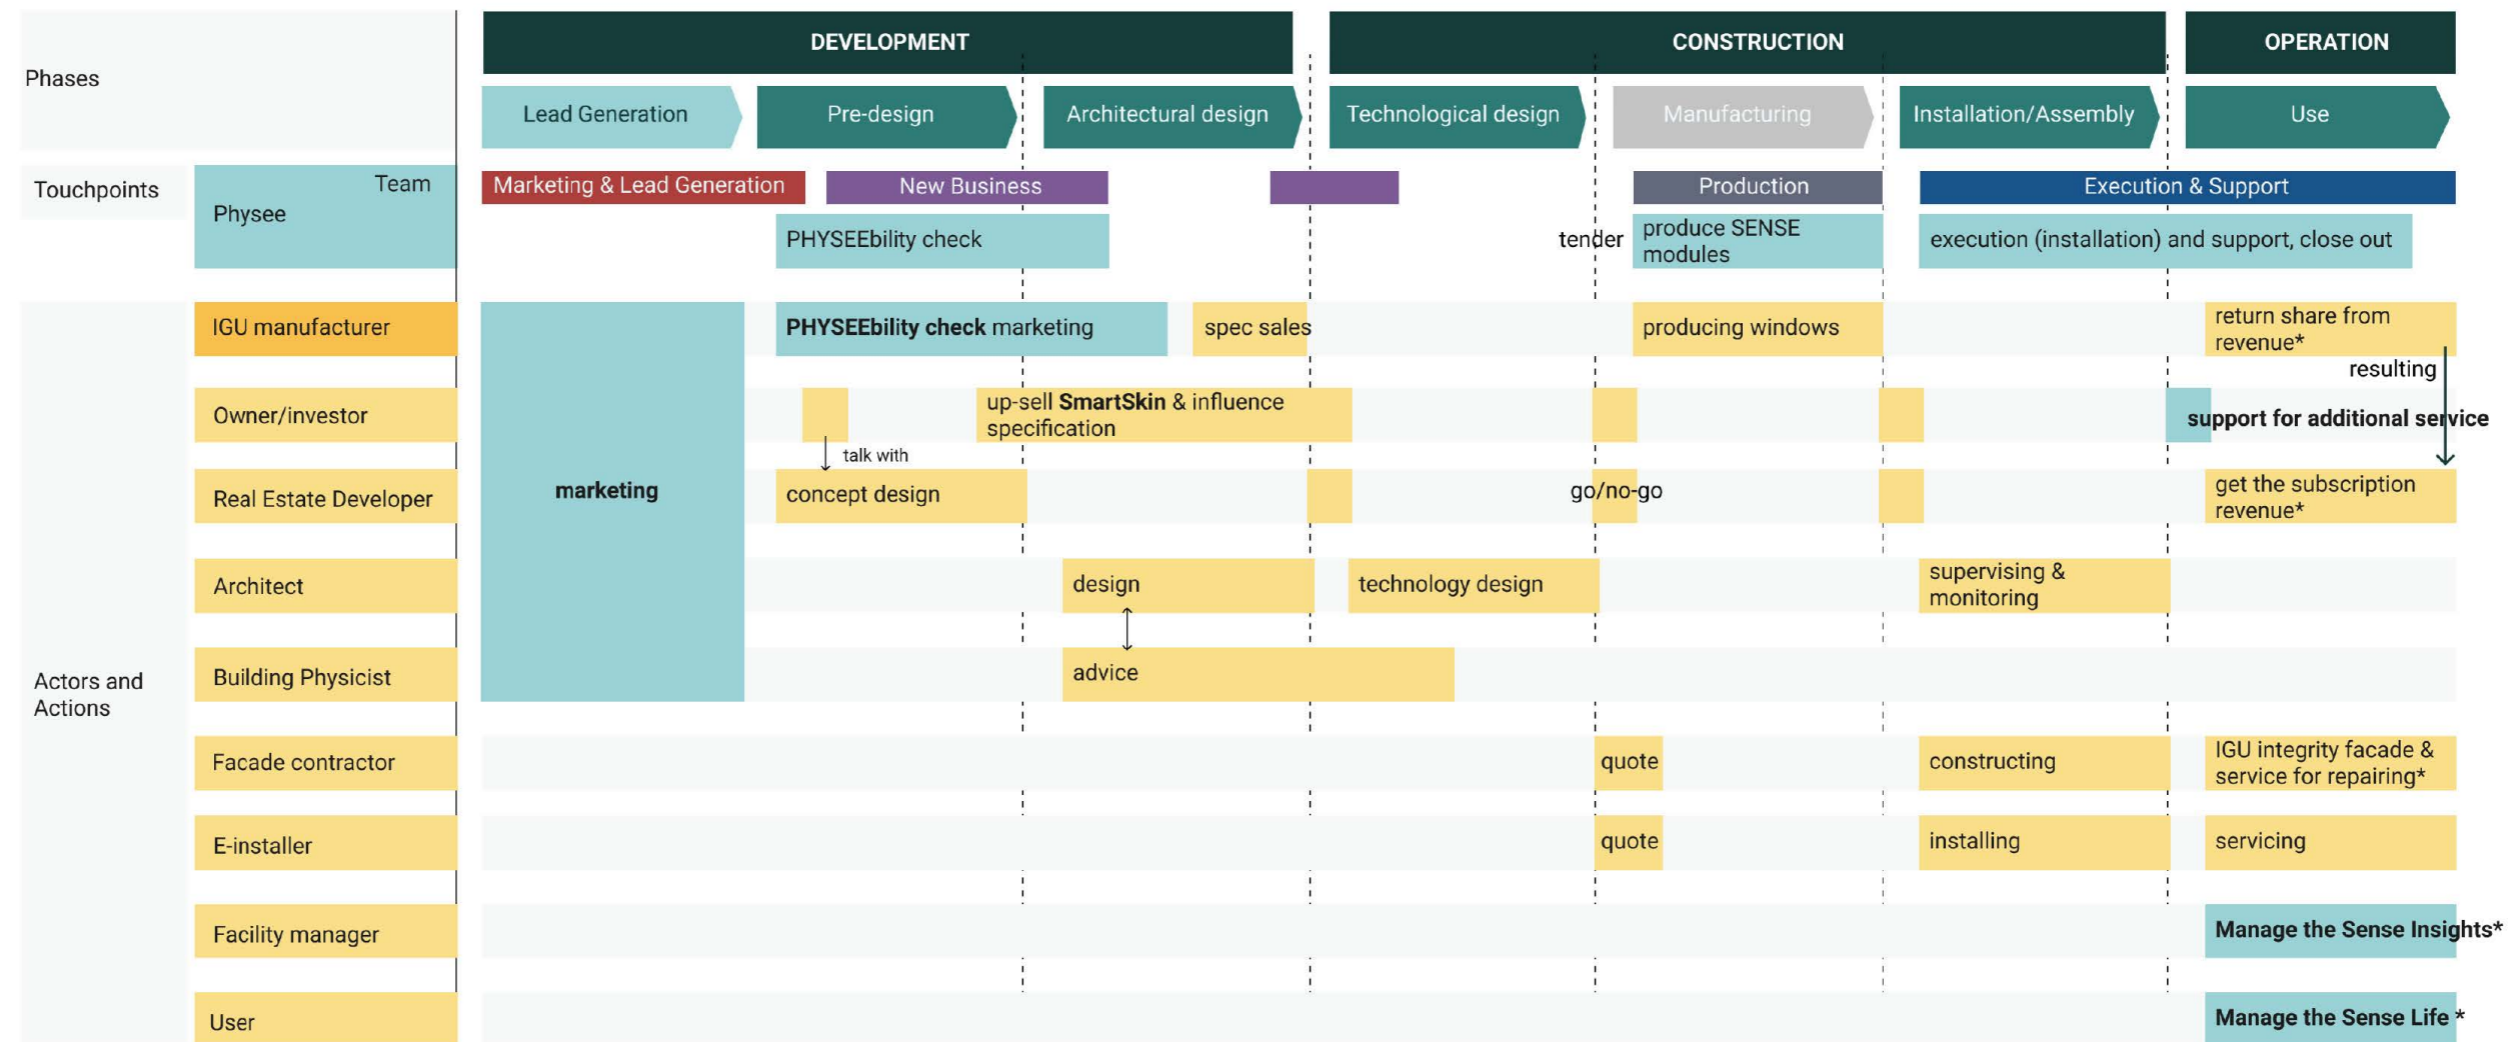 DEVELOPMENT
CONSTRUCTION
OPERATION
Phases
Lead Generation
Pre-design
Architectural design
Technological design
Manufacturing
Installation/Assembly
Use
Touchpoints
Team
Physee
Marketing & Lead Generation
New Business
Production
Execution & Support
PHYSEEbility check
tender
produce SENSE
modules
execution (installation) and support, close out
Actors and
Actions
IGU manufacturer
PHYSEEbility check marketing
spec sales
producing windows
return share from
revenue*
resulting
Owner/investor
up-sell SmartSkin & influence
specification
support for additional service
talk with
Real Estate Developer
marketing
concept design
go/no-go
get the subscription
revenue*
Architect
design
technology design
supervising &
monitoring
Building Physicist
advice
Facade contractor
quote
constructing
IGU integrity facade &
service for repairing*
E-installer
quote
installing
servicing
Facility manager
Manage the Sense Insights*
User
Manage the Sense Life *